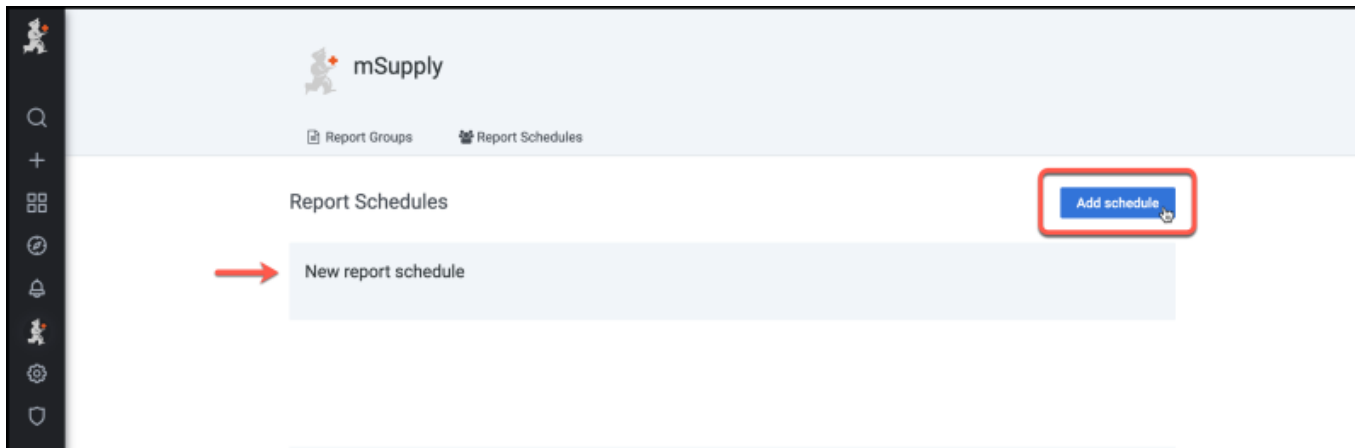 mSupply
Report Groups Report Schedules
Report Schedules
Add schedule
New report schedule